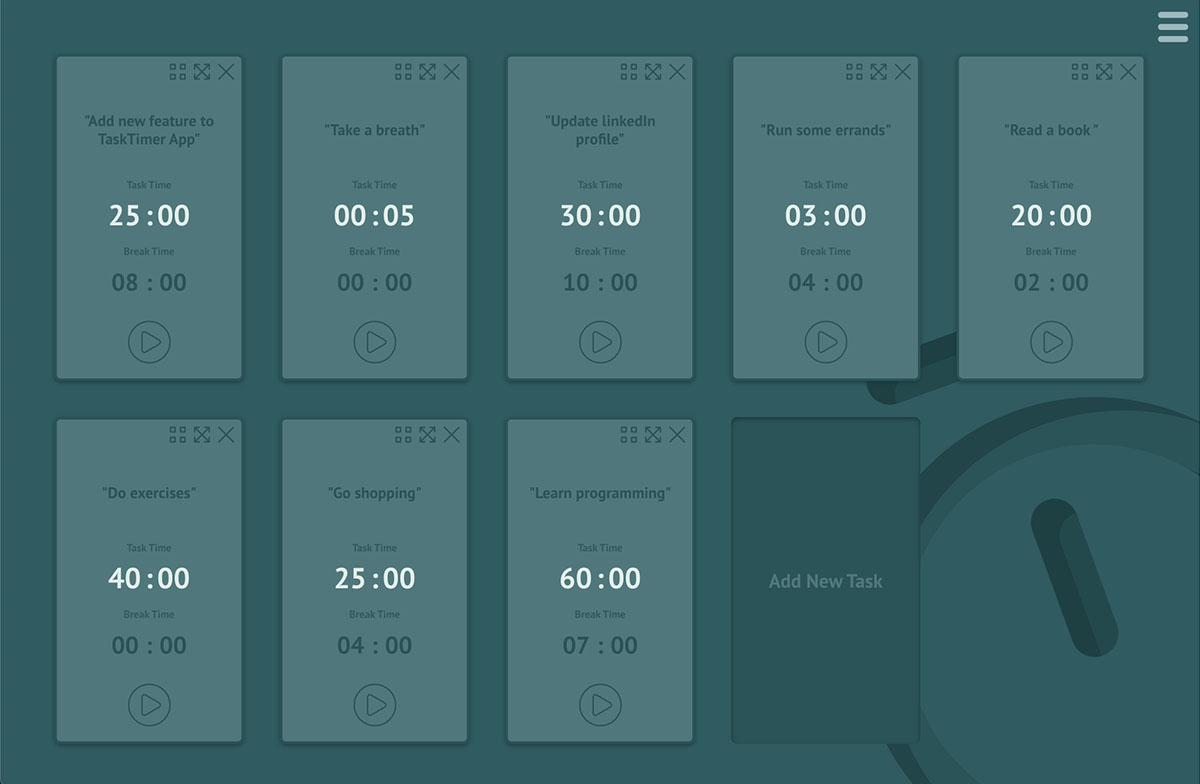 "Add new feature to
TaskTimer App"
Task Time
25:00
Break Time
08 : 00
"Take a breath"
Task Time
00:05
Break Time
00 : 00
"Update linkedIn
profile"
Task Time
30:00
Break Time
10 : 00
"Run some errands"
Task Time
03:00
Break Time
04 : 00
"Read a book "
Task Time
20:00
Break Time
02 : 00
"Do exercises"
Task Time
40:00
Break Time
00 : 00
"Go shopping"
Task Time
25:00
Break Time
04 : 00
"Learn programming"
Task Time
60:00
Break Time
07 : 00
Add New Task